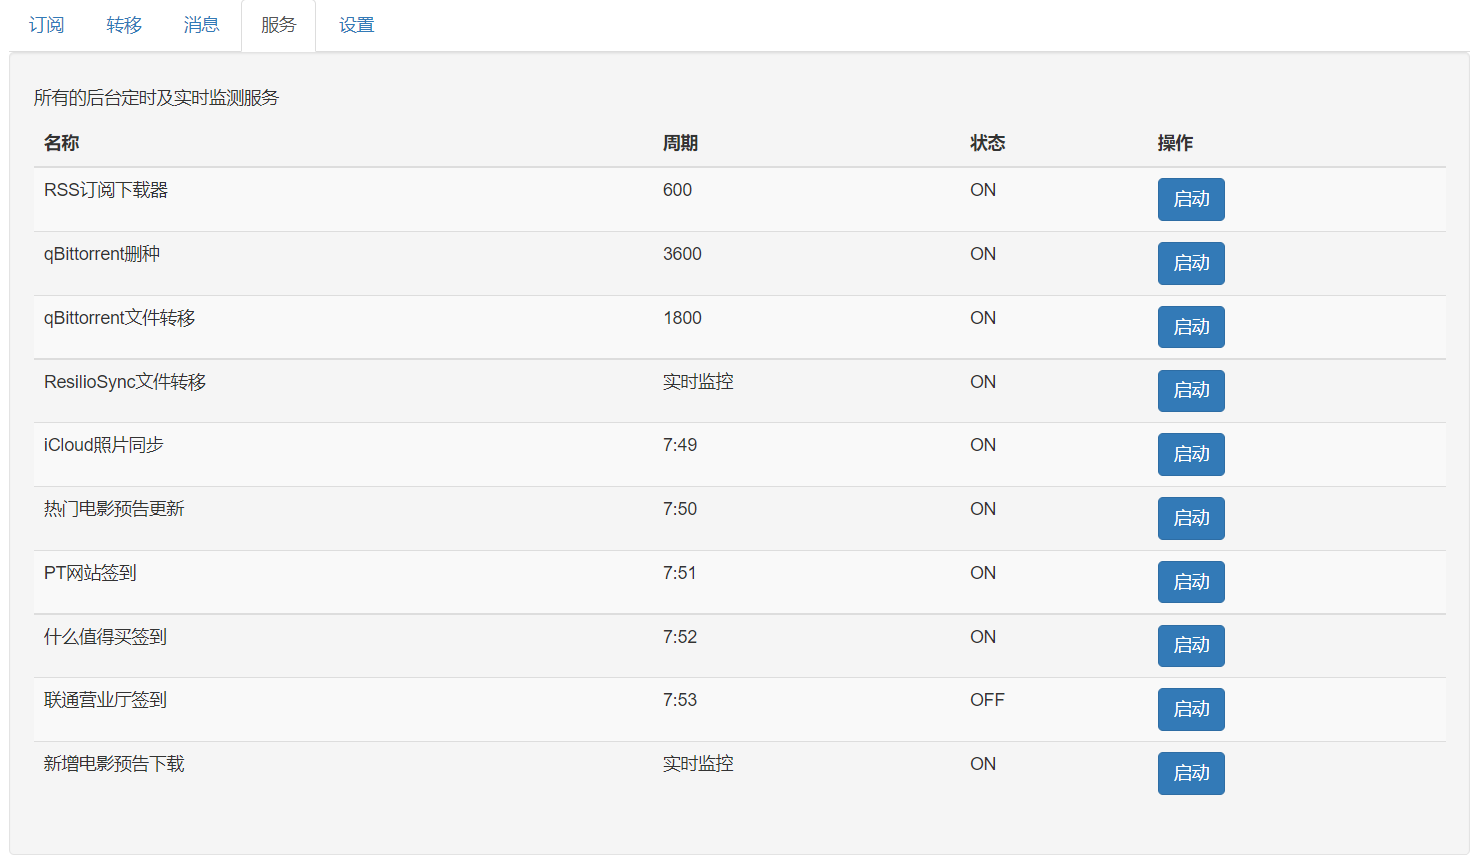 订阅 转移 消息 服务 设置
所有的后台定时及实时监测服务
名称 周期 状态 操作
RSS订阅下载器 600 ON 启动
qBittorrent删种 3600 ON 启动
qBittorrent文件转移 1800 ON 启动
ResilioSync文件转移 实时监控 ON 启动
iCloud照片同步 7:49 ON 启动
热门电影预告更新 7:50 ON 启动
PT网站签到 7:51 ON 启动
什么值得买签到 7:52 ON 启动
联通营业厅签到 7:53 OFF 启动
新增电影预告下载 实时监控 ON 启动